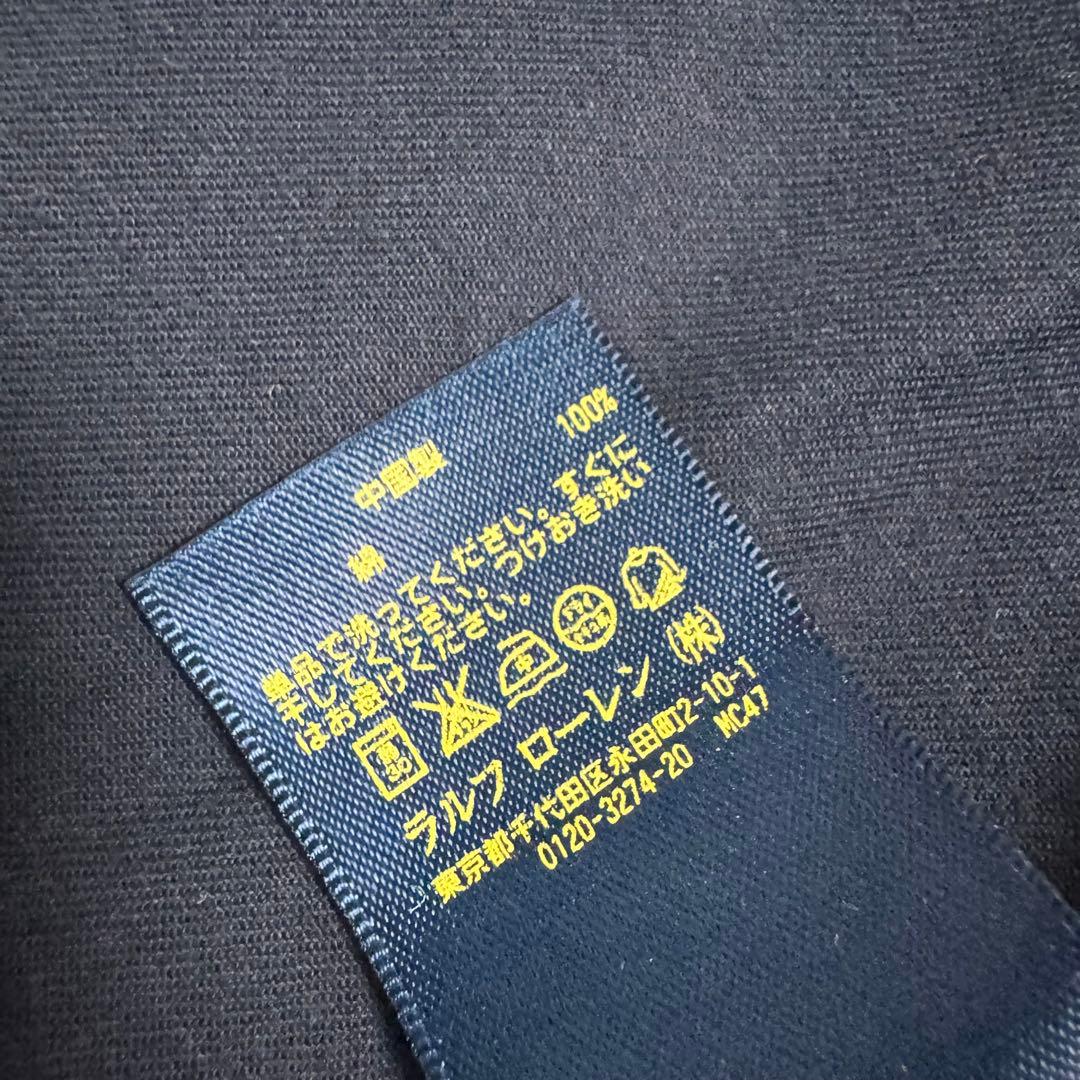 中国製
綿 100%
単品で洗ってください。すぐに
干してください。つけおき洗い
はお避けください。
30
ラルフ ローレン (株)
東京都千代田区永田町2-10-1
0120-3274-20 MC47